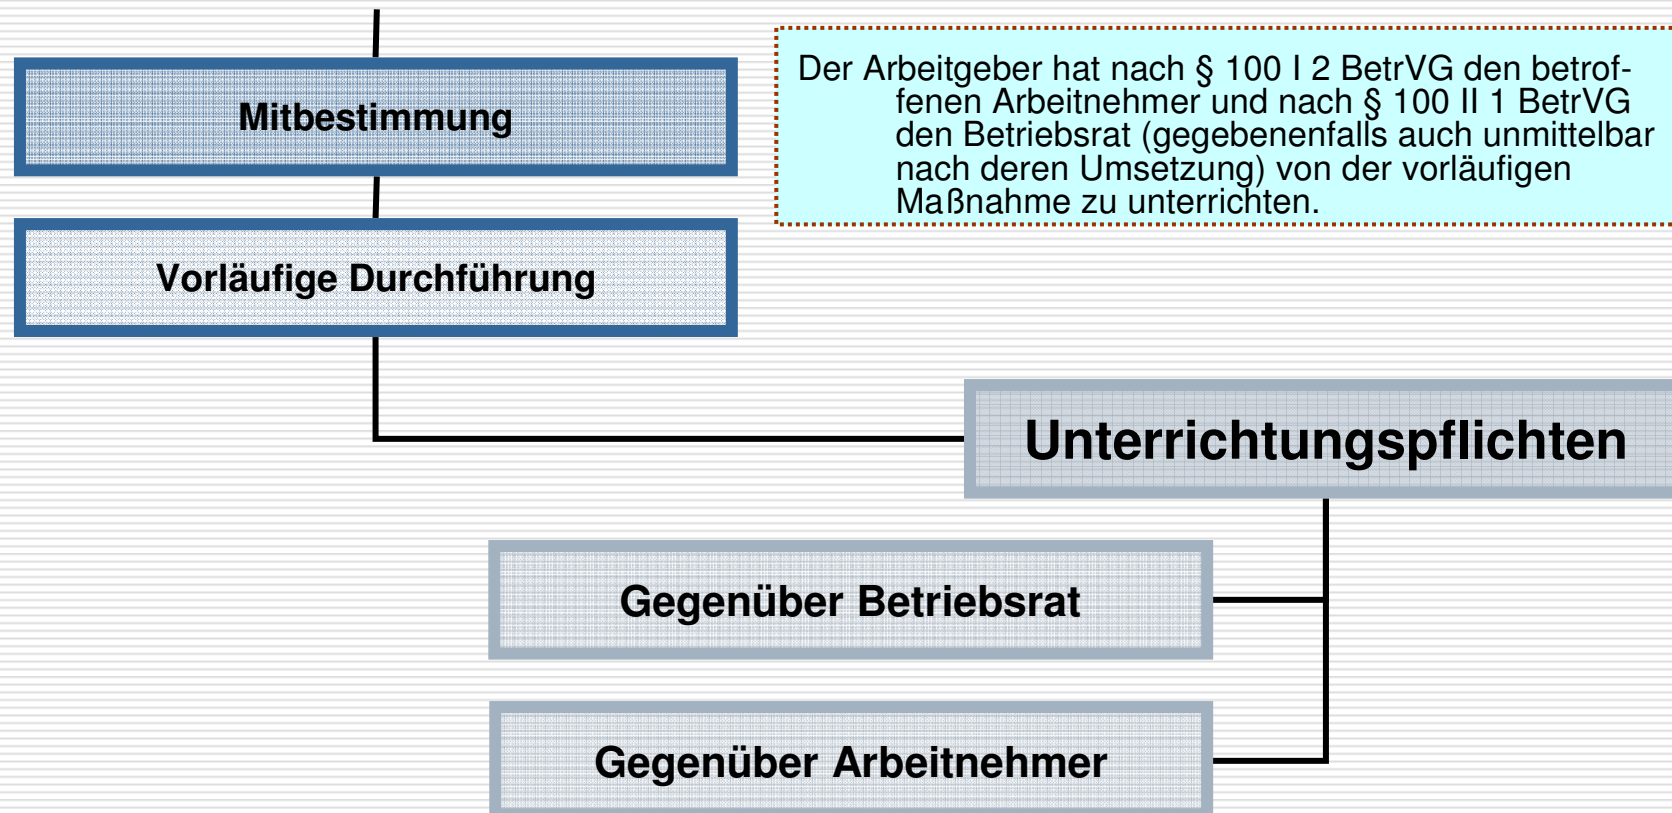 Mitbestimmung
Der Arbeitgeber hat nach § 100 I 2 BetrVG den betrof-
fenen Arbeitnehmer und nach § 100 II 1 BetrVG
den Betriebsrat (gegebenenfalls auch unmittelbar
nach deren Umsetzung) von der vorläufigen
Maßnahme zu unterrichten.
Vorläufige Durchführung
Unterrichtungspflichten
Gegenüber Betriebsrat
Gegenüber Arbeitnehmer